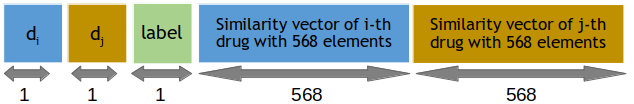 dᵢ
dⱼ
label
Similarity vector of i-th
drug with 568 elements
Similarity vector of j-th
drug with 568 elements
1
1
1
568
568